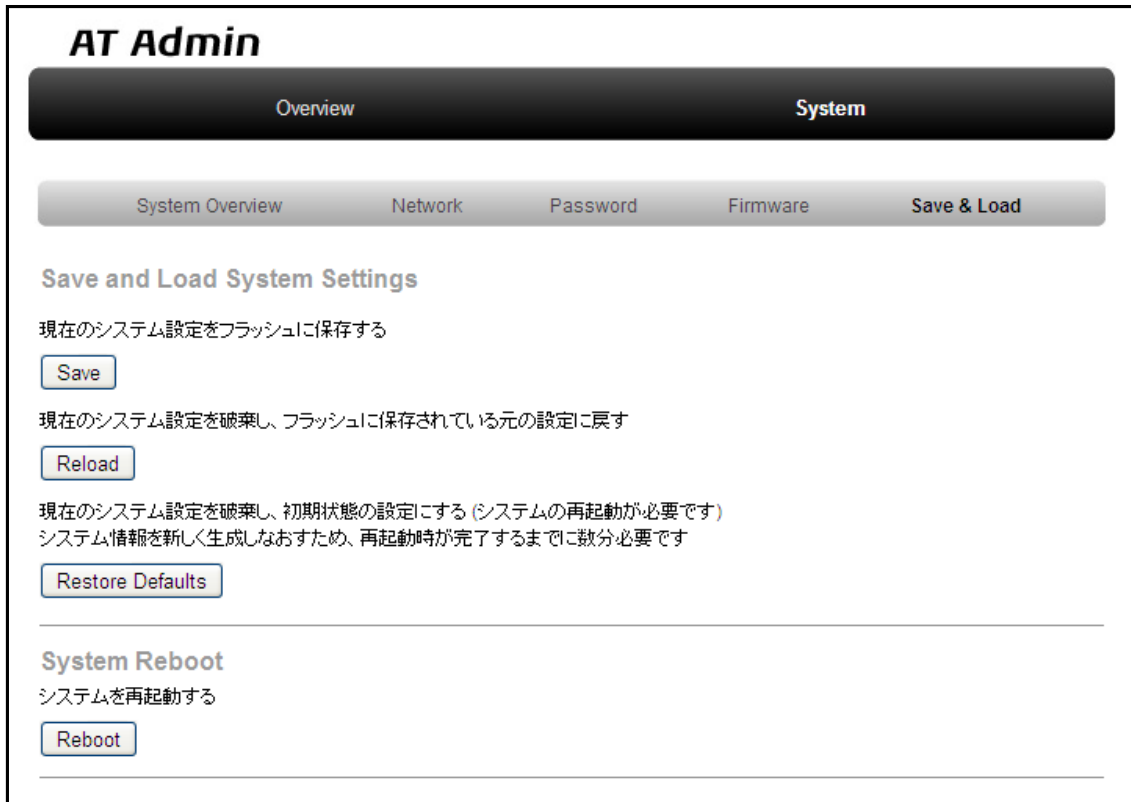 AT Admin
Overview System
System Overview Network Password Firmware Save & Load
Save and Load System Settings
現在のシステム設定をフラッシュに保存する
Save
現在のシステム設定を破棄し、フラッシュに保存されている元の設定に戻す
Reload
現在のシステム設定を破棄し、初期状態の設定にする (システムの再起動が必要です)
システム情報を新しく生成しなおすため、再起動時が完了するまでに数分必要です
Restore Defaults
System Reboot
システムを再起動する
Reboot